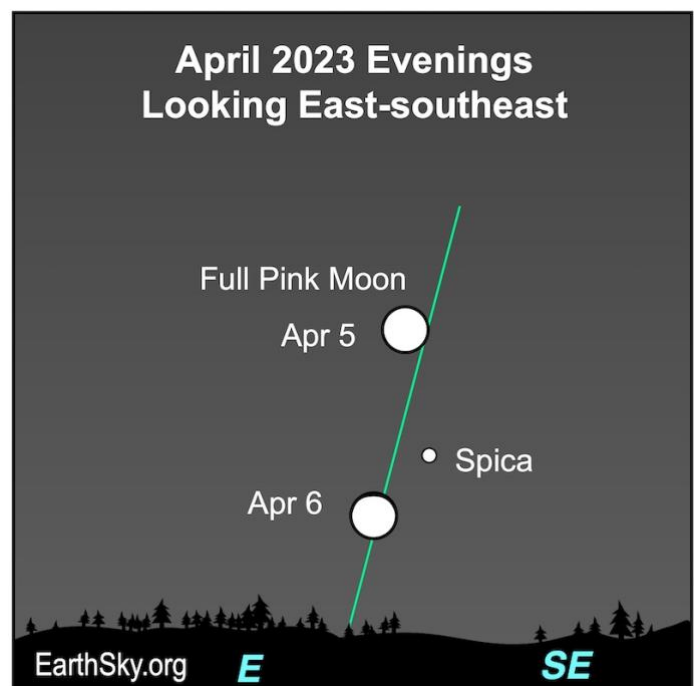 April 2023 Evenings
Looking East-southeast
Full Pink Moon
Apr 5
Spica
Apr 6
EarthSky.org
E
SE